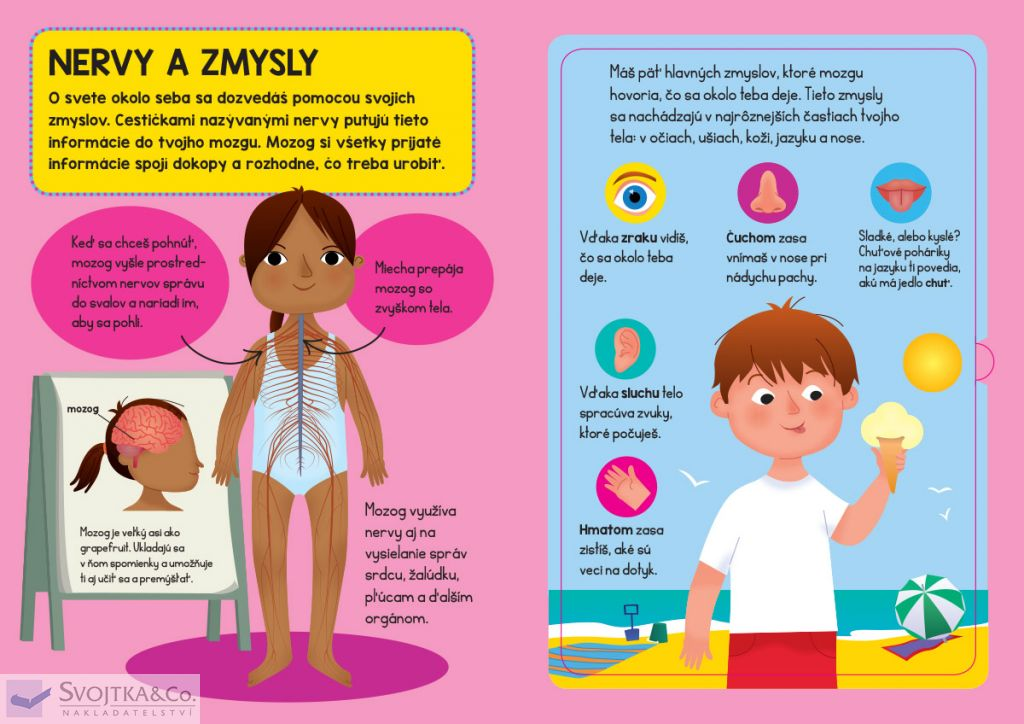 NERVY A ZMYSLY
O svete okolo seba sa dozvedáš pomocou svojich
zmyslov. Cestičkami nazývanými nervy putujú tieto
informácie do tvojho mozgu. Mozog si všetky prijaté
informácie spojí dokopy a rozhodne, čo treba urobiť.
Keď sa chceš pohnúť,
mozog vyšle prostred-
níctvom nervov správu
do svalov a nariadi im,
aby sa pohli.
Miecha prepája
mozog so
zvyškom tela.
mozog
Mozog je veľký asi ako
grapefruit. Ukladajú sa
v ňom spomienky a umožňuje
ti aj učiť sa a premýšľať.
Mozog využíva
nervy aj na
vysielanie správ
srdcu, žalúdku,
pľúcam a ďalším
orgánom.
SVOJTKA&CO.
NAKLADATELSTVÍ
Máš päť hlavných zmyslov, ktoré mozgu
hovoria, čo sa okolo teba deje. Tieto zmysly
sa nachádzajú v najrôznejších častiach tvojho
tela: v očiach, ušiach, koži, jazyku a nose.
Vďaka zraku vidíš,
čo sa okolo teba
deje.
Čuchom zasa
vnímaš v nose pri
nádychu pachy.
Sladké, alebo kyslé?
Chuťové poháriky
na jazyku ti povedia,
akú má jedlo chuť.
Vďaka sluchu telo
spracúva zvuky,
ktoré počuješ.
Hmatom zasa
zistíš, aké sú
veci na dotyk.